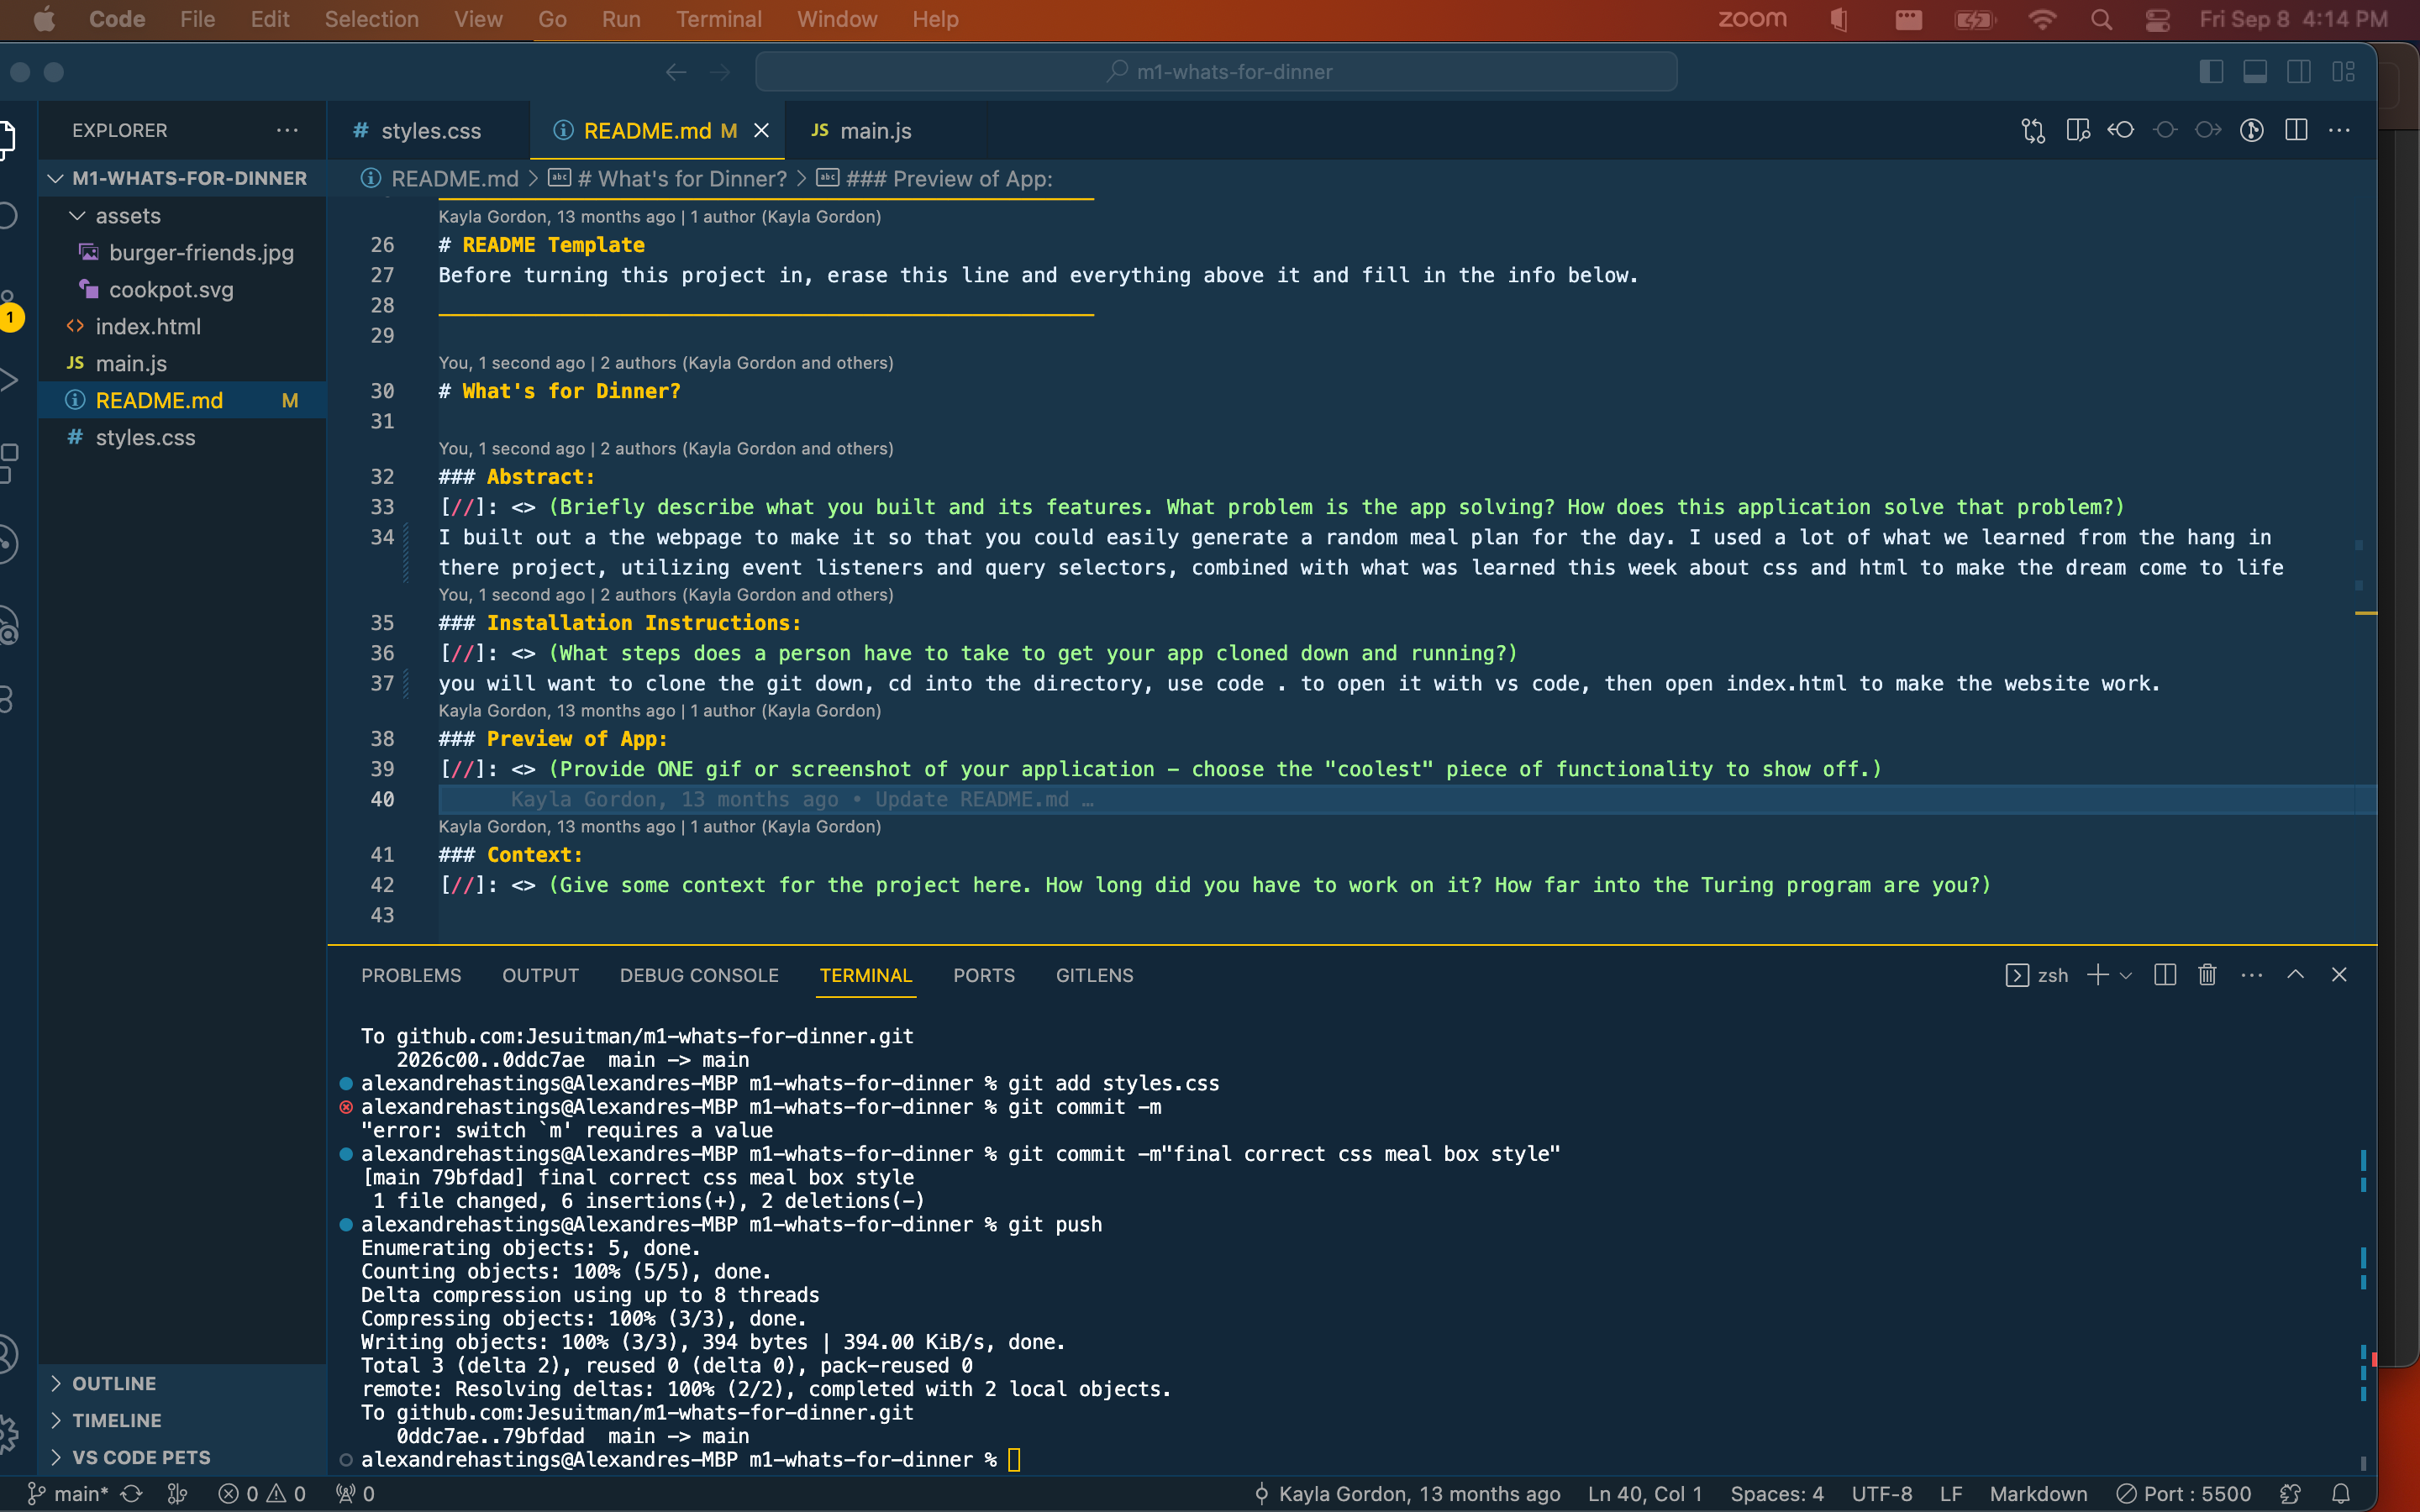 Code File Edit Selection View Go Run Terminal Window Help zoom Fri Sep 8 4:14 PM
m1-whats-for-dinner
EXPLORER
# styles.css README.md M JS main.js
M1-WHATS-FOR-DINNER
README.md > # What's for Dinner? > ### Preview of App:
assets
burger-friends.jpg
cookpot.svg
index.html
JS main.js
README.md M
# styles.css
1
Kayla Gordon, 13 months ago | 1 author (Kayla Gordon)
26 # README Template
27 Before turning this project in, erase this line and everything above it and fill in the info below.
28 ______________________________________________________
29
You, 1 second ago | 2 authors (Kayla Gordon and others)
30 # What's for Dinner?
31
You, 1 second ago | 2 authors (Kayla Gordon and others)
32 ### Abstract:
33 [//]: <> (Briefly describe what you built and its features. What problem is the app solving? How does this application solve that problem?)
34 I built out a the webpage to make it so that you could easily generate a random meal plan for the day. I used a lot of what we learned from the hang in
there project, utilizing event listeners and query selectors, combined with what was learned this week about css and html to make the dream come to life
You, 1 second ago | 2 authors (Kayla Gordon and others)
35 ### Installation Instructions:
36 [//]: <> (What steps does a person have to take to get your app cloned down and running?)
37 you will want to clone the git down, cd into the directory, use code . to open it with vs code, then open index.html to make the website work.
Kayla Gordon, 13 months ago | 1 author (Kayla Gordon)
38 ### Preview of App:
39 [//]: <> (Provide ONE gif or screenshot of your application - choose the "coolest" piece of functionality to show off.)
40 Kayla Gordon, 13 months ago • Update README.md …
Kayla Gordon, 13 months ago | 1 author (Kayla Gordon)
41 ### Context:
42 [//]: <> (Give some context for the project here. How long did you have to work on it? How far into the Turing program are you?)
43
PROBLEMS OUTPUT DEBUG CONSOLE TERMINAL PORTS GITLENS zsh
To github.com:Jesuitman/m1-whats-for-dinner.git
2026c00..0ddc7ae main -> main
alexandrehastings@Alexandres-MBP m1-whats-for-dinner % git add styles.css
alexandrehastings@Alexandres-MBP m1-whats-for-dinner % git commit -m
"error: switch `m' requires a value
alexandrehastings@Alexandres-MBP m1-whats-for-dinner % git commit -m"final correct css meal box style"
[main 79bfdad] final correct css meal box style
1 file changed, 6 insertions(+), 2 deletions(-)
alexandrehastings@Alexandres-MBP m1-whats-for-dinner % git push
Enumerating objects: 5, done.
Counting objects: 100% (5/5), done.
Delta compression using up to 8 threads
Compressing objects: 100% (3/3), done.
Writing objects: 100% (3/3), 394 bytes | 394.00 KiB/s, done.
Total 3 (delta 2), reused 0 (delta 0), pack-reused 0
remote: Resolving deltas: 100% (2/2), completed with 2 local objects.
To github.com:Jesuitman/m1-whats-for-dinner.git
0ddc7ae..79bfdad main -> main
alexandrehastings@Alexandres-MBP m1-whats-for-dinner %
OUTLINE
TIMELINE
VS CODE PETS
main* 0 0 0 Kayla Gordon, 13 months ago Ln 40, Col 1 Spaces: 4 UTF-8 LF Markdown Port : 5500